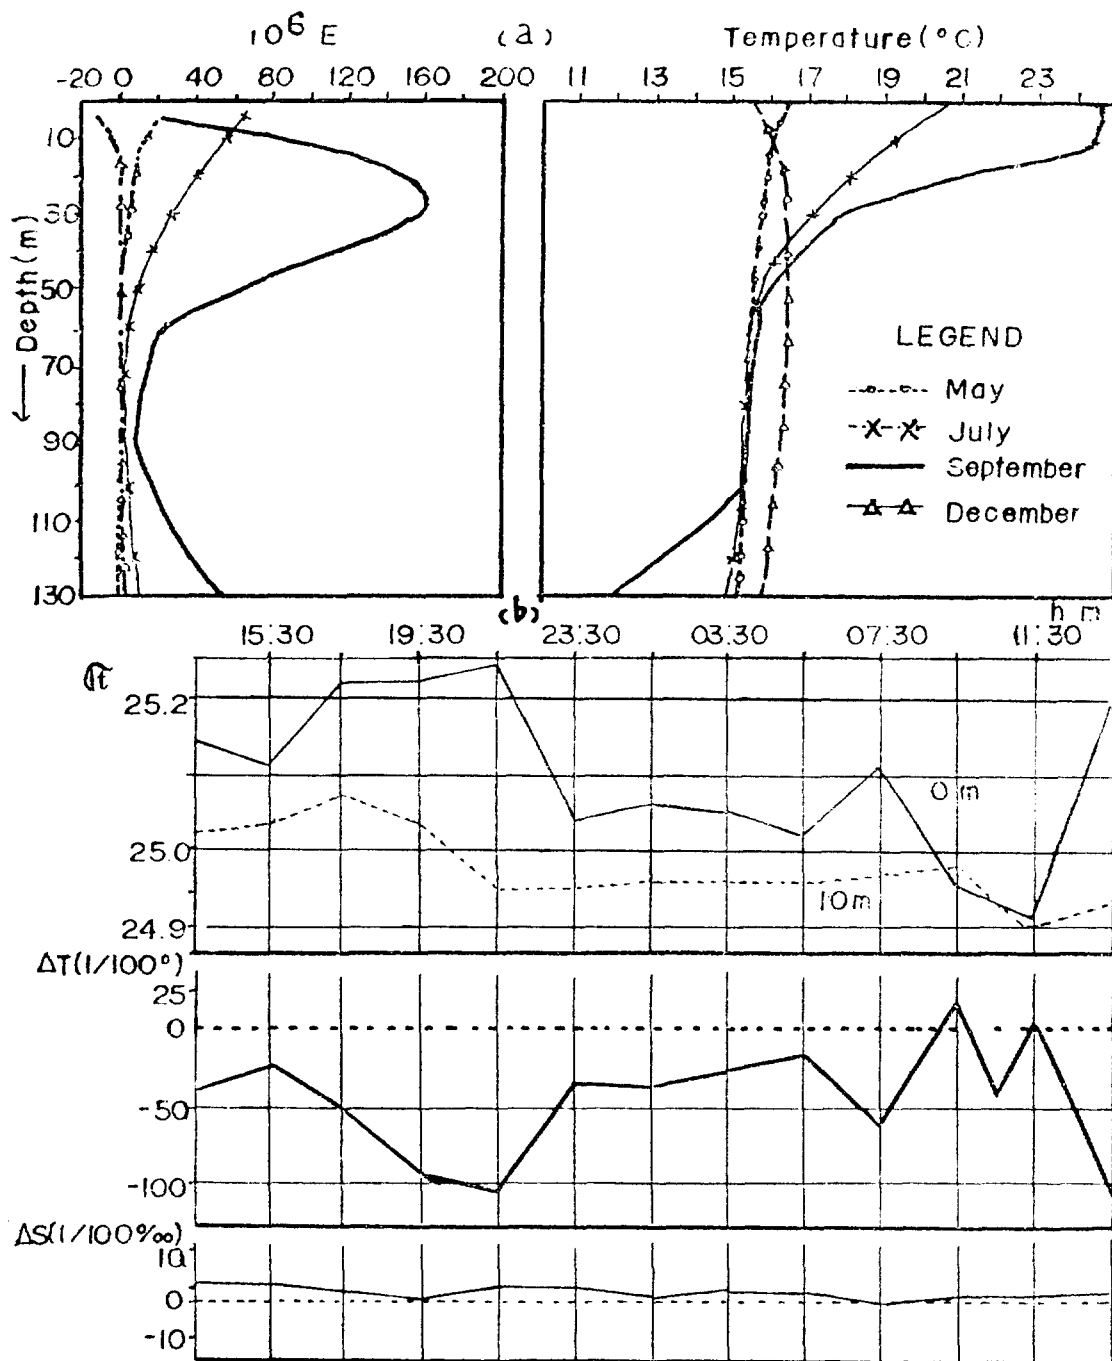 10⁶ E (a) Temperature (°C)
-20 0 40 80 120 160 200 11 13 15 17 19 21 23
10
30
50
70
90
110
130
← Depth (m)
LEGEND
May
July
September
December
(b) h m
15:30 19:30 23:30 03:30 07:30 11:30
σt
25.2
25.0
24.9
0 m
10 m
ΔT(1/100°)
25
0
-50
-100
ΔS(1/100‰)
10
0
-10